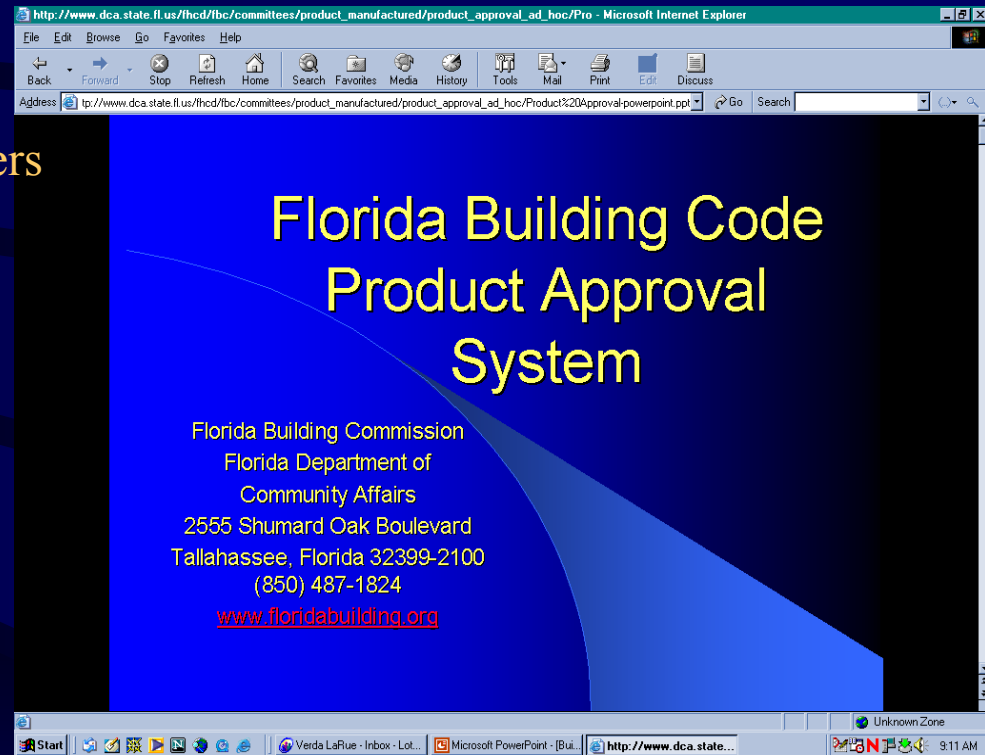 http://www.dca.state.fl.us/fhcd/fbc/committees/product_manufactured/product_approval_ad_hoc/Pro - Microsoft Internet Explorer
File Edit Browse Go Favorites Help
Back Forward Stop Refresh Home Search Favorites Media History Tools Mail Print Edit Discuss
Address tp://www.dca.state.fl.us/fhcd/fbc/committees/product_manufactured/product_approval_ad_hoc/Product%20Approval-powerpoint.ppt Go Search
ers
Florida Building Code
Product Approval
System
Florida Building Commission
Florida Department of
Community Affairs
2555 Shumard Oak Boulevard
Tallahassee, Florida 32399-2100
(850) 487-1824
www.floridabuilding.org
Unknown Zone
Start Verda LaRue - Inbox - Lot... Microsoft PowerPoint - [Bui... http://www.dca.state... 9:11 AM